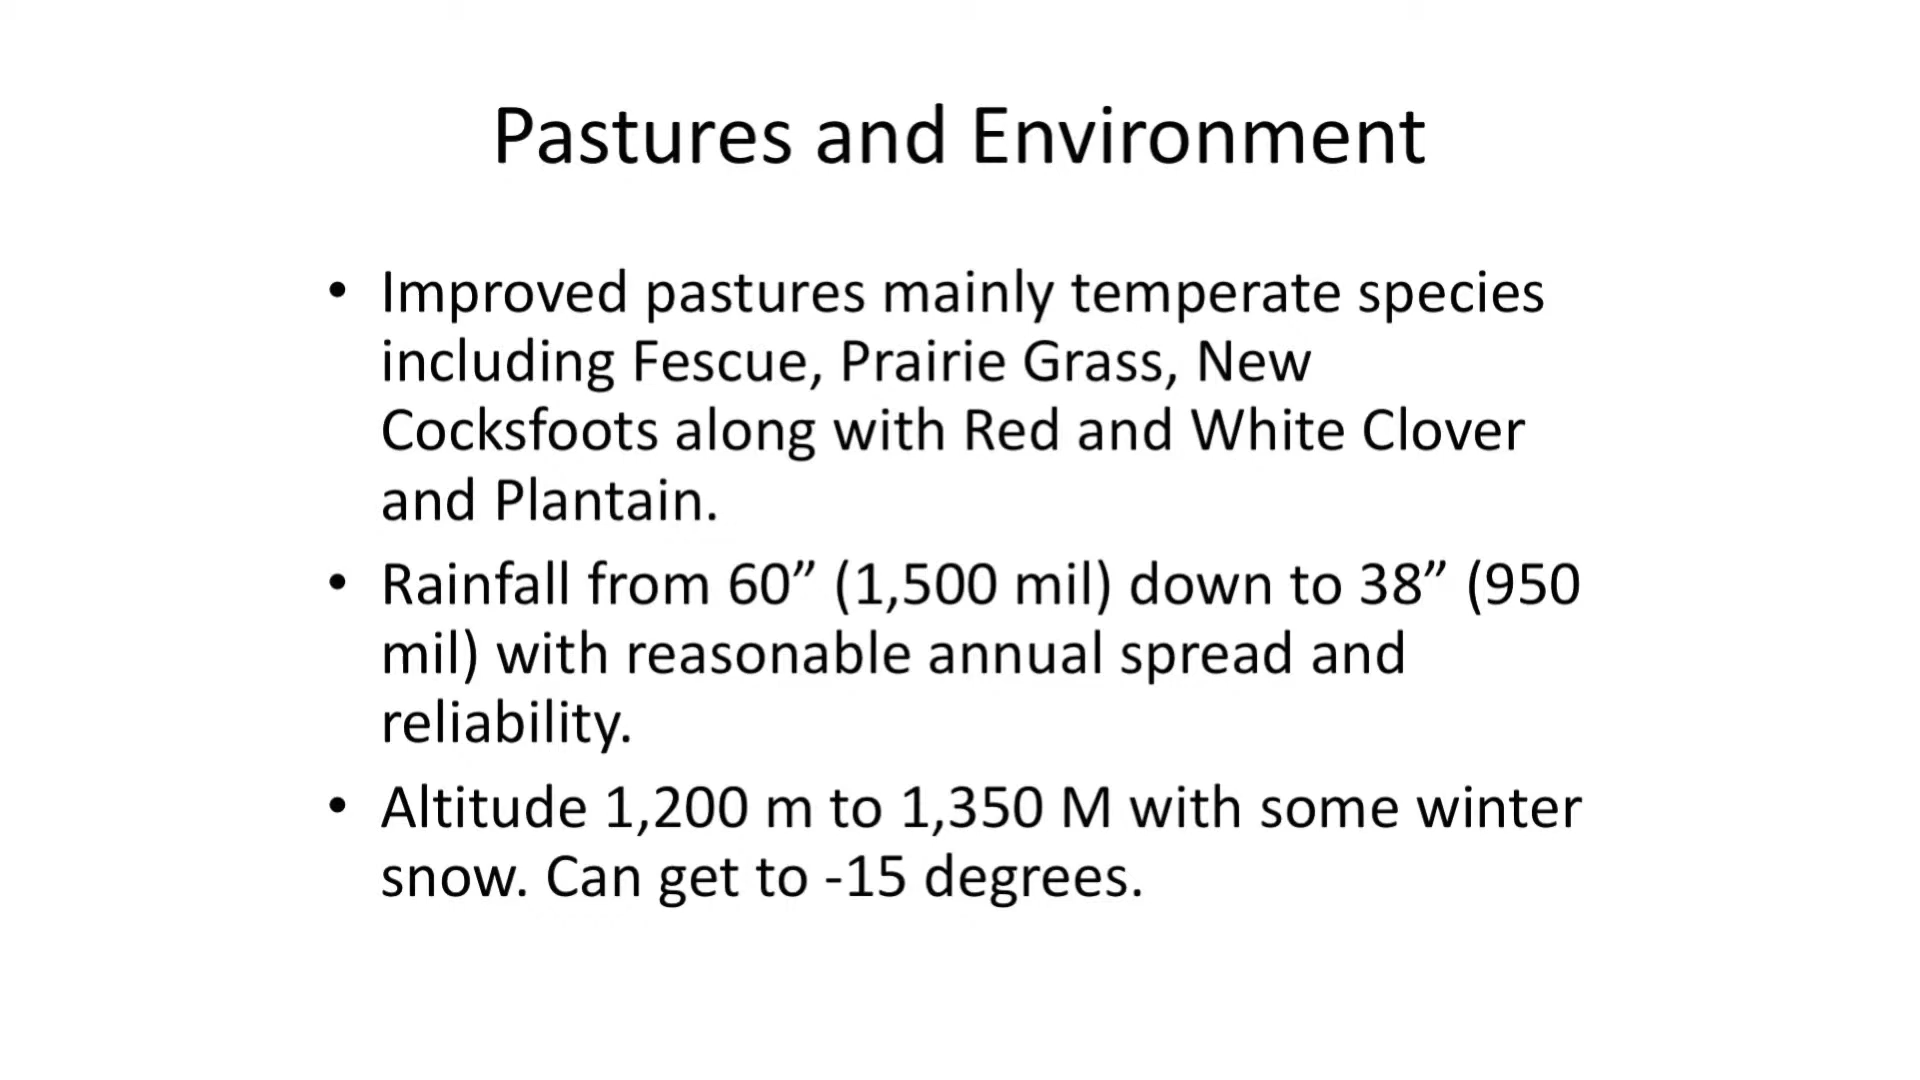 Pastures and Environment
• Improved pastures mainly temperate species
including Fescue, Prairie Grass, New
Cocksfoots along with Red and White Clover
and Plantain.
• Rainfall from 60” (1,500 mil) down to 38” (950
mil) with reasonable annual spread and
reliability.
• Altitude 1,200 m to 1,350 M with some winter
snow. Can get to -15 degrees.